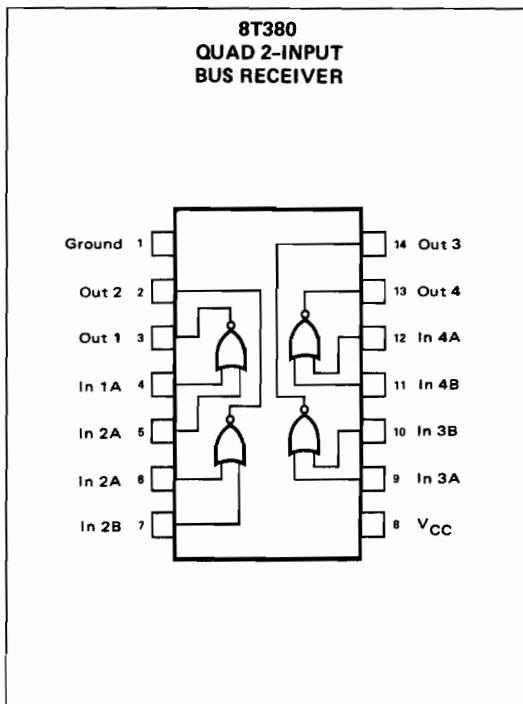 8T380
QUAD 2-INPUT
BUS RECEIVER
Ground 1
Out 2 2
Out 1 3
In 1A 4
In 2A 5
In 2A 6
In 2B 7
14 Out 3
13 Out 4
12 In 4A
11 In 4B
10 In 3B
9 In 3A
8 VCC